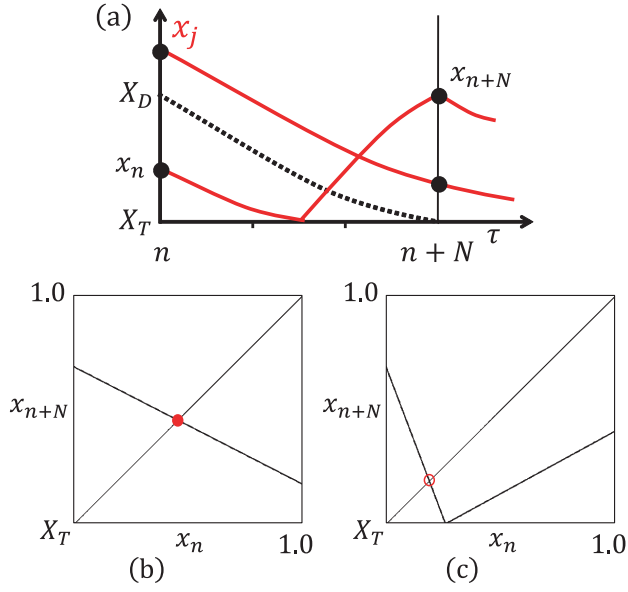 (a)
x_j
X_D
x_n
X_T
x_{n+N}
τ
n
n + N
1.0
x_{n+N}
X_T
x_n
1.0
(b)
1.0
x_{n+N}
X_T
x_n
1.0
(c)